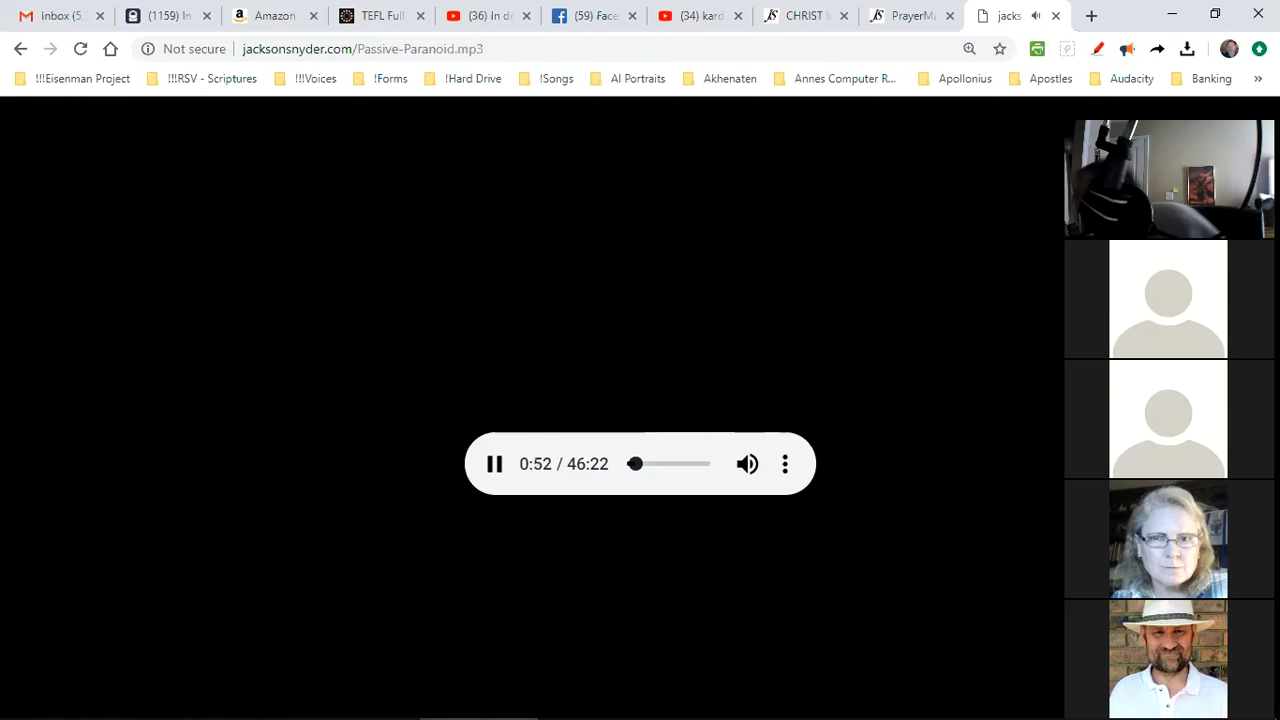 Inbox (5,
(1159) In
Amazon
TEFL Full
(36) in de
(59) Face
(34) kard
CHRIST
PrayerMa
jacks
Not secure
jacksonsnyder.com/Passive-Paranoid.mp3
!!!Eisenman Project
!!!RSV - Scriptures
!!!Voices
!Forms
!Hard Drive
!Songs
AI Portraits
Akhenaten
Annes Computer R...
Apollonius
Apostles
Audacity
Banking
0:52 / 46:22